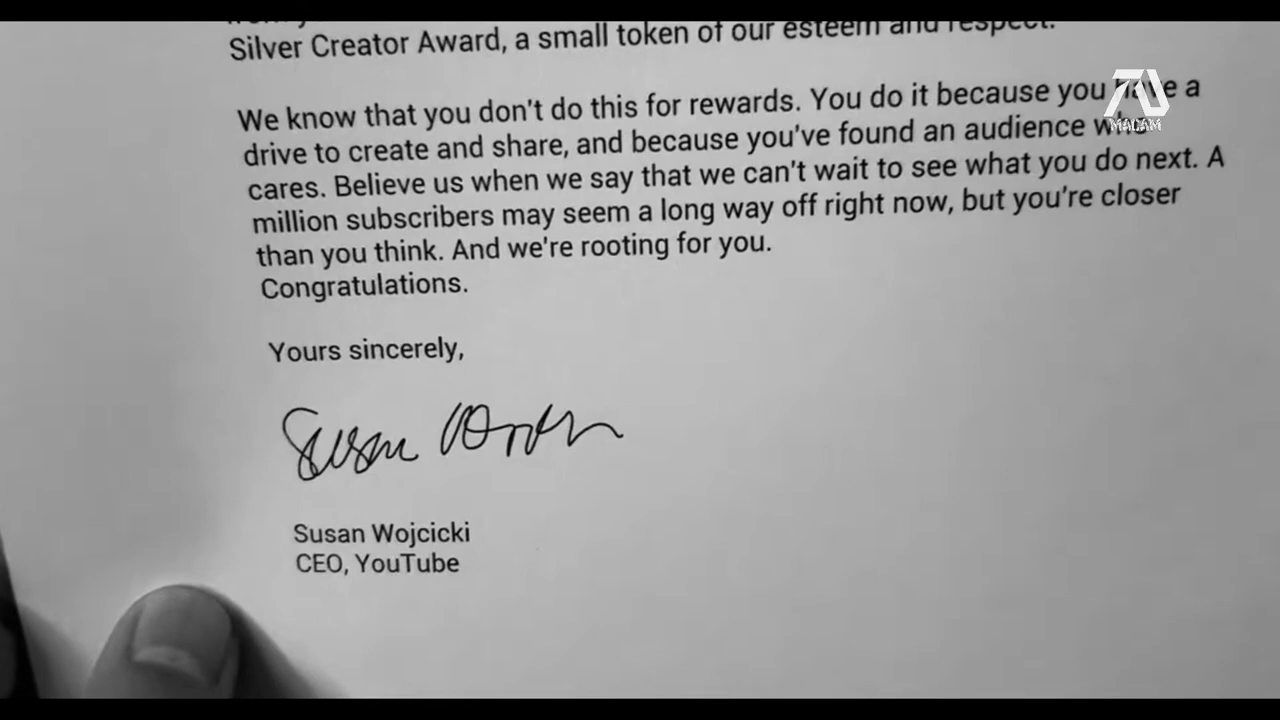 Silver Creator Award, a small token of our esteem and respect.
We know that you don't do this for rewards. You do it because you have a
drive to create and share, and because you've found an audience who
cares. Believe us when we say that we can't wait to see what you do next. A
million subscribers may seem a long way off right now, but you're closer
than you think. And we're rooting for you.
Congratulations.
Yours sincerely,
Susan
Susan Wojcicki
CEO, YouTube
MACAM